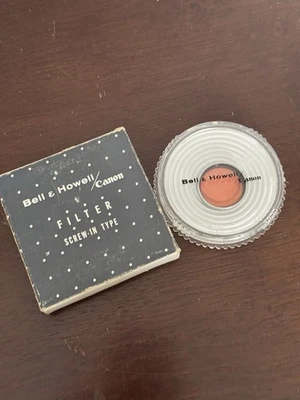 Bell & Howell/Canon
FILTER
SCREW-IN TYPE
Bell & Howell/Canon